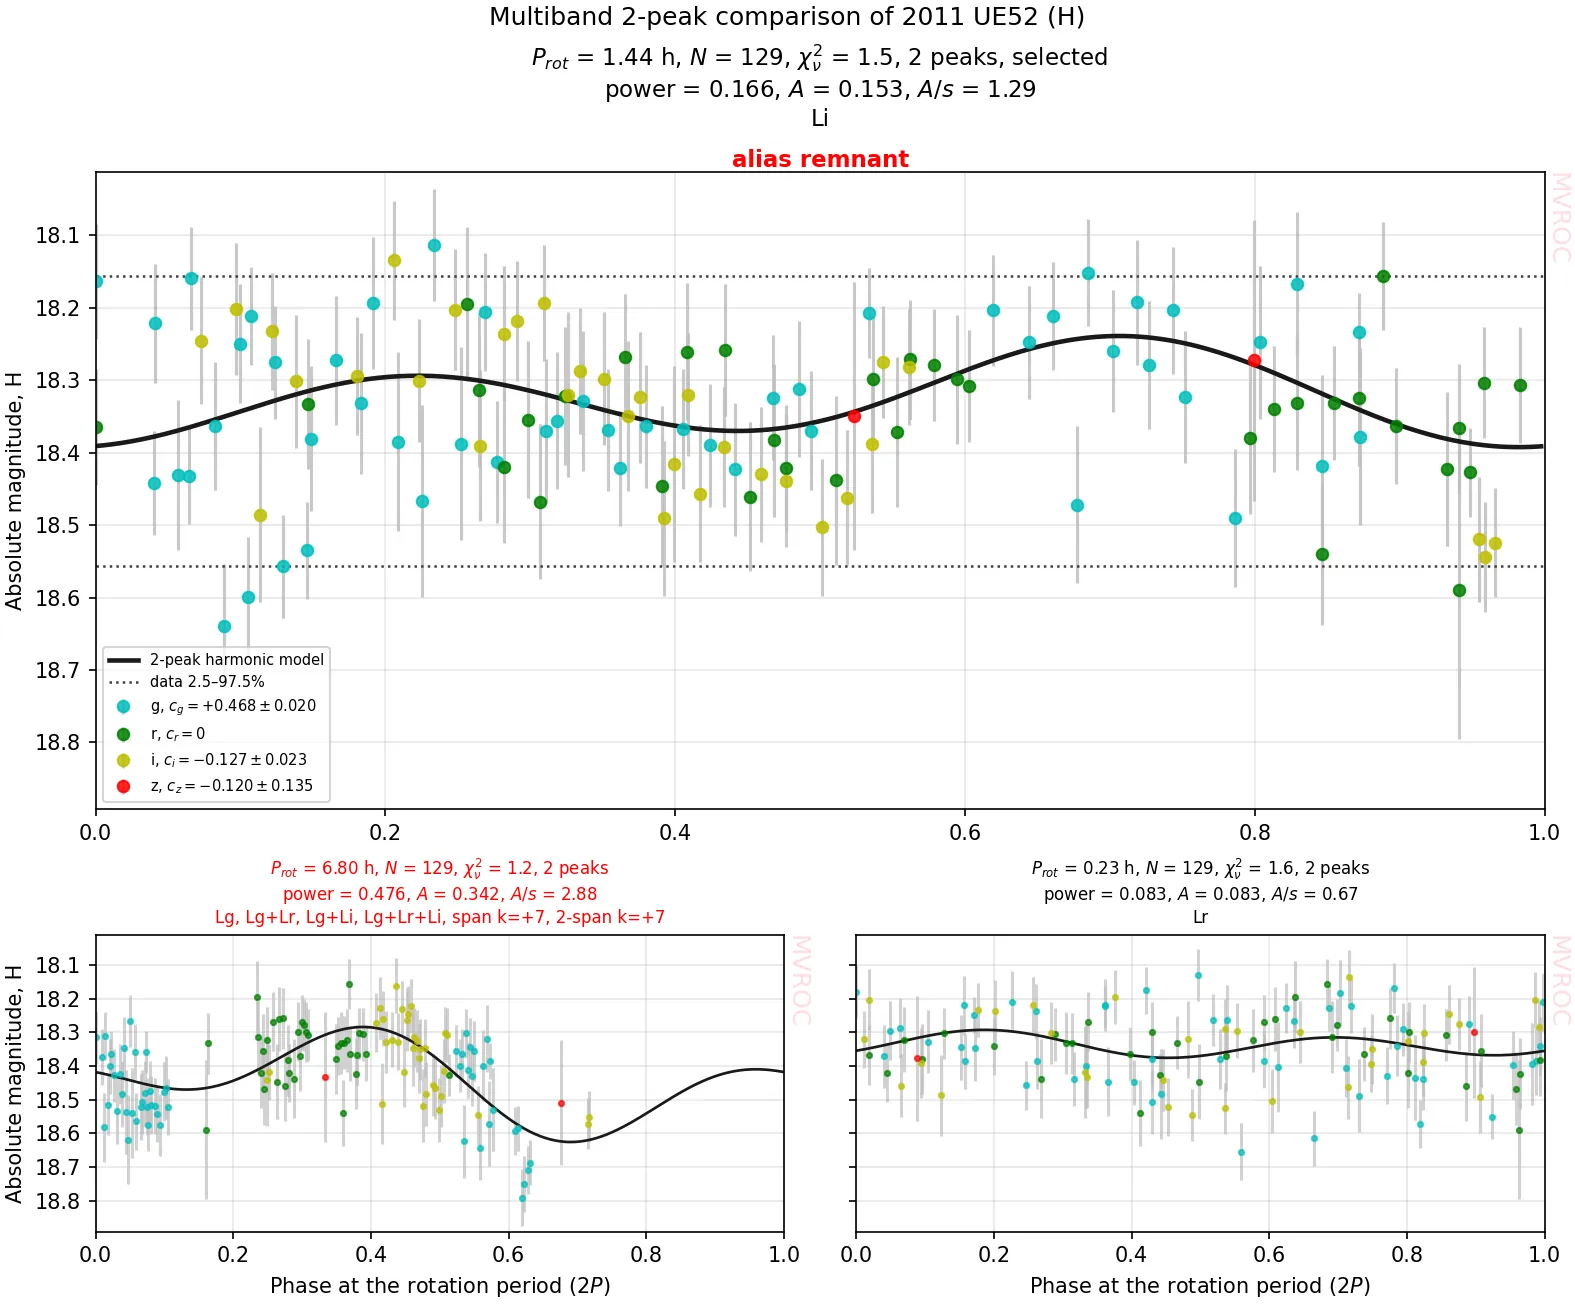 Multiband 2-peak comparison of 2011 UE52 (H)
P_rot = 1.44 h, N = 129, χ²_ν = 1.5, 2 peaks, selected
power = 0.166, A = 0.153, A/s = 1.29
Li
alias remnant
MVROC
Absolute magnitude, H
18.1
18.2
18.3
18.4
18.5
18.6
18.7
18.8
2-peak harmonic model
data 2.5–97.5%
g, c_g = +0.468 ± 0.020
r, c_r = 0
i, c_i = −0.127 ± 0.023
z, c_z = −0.120 ± 0.135
0.0 0.2 0.4 0.6 0.8 1.0
P_rot = 6.80 h, N = 129, χ²_ν = 1.2, 2 peaks
power = 0.476, A = 0.342, A/s = 2.88
Lg, Lg+Lr, Lg+Li, Lg+Lr+Li, span k=+7, 2-span k=+7
MVROC
Absolute magnitude, H
18.1
18.2
18.3
18.4
18.5
18.6
18.7
18.8
0.0 0.2 0.4 0.6 0.8 1.0
Phase at the rotation period (2P)
P_rot = 0.23 h, N = 129, χ²_ν = 1.6, 2 peaks
power = 0.083, A = 0.083, A/s = 0.67
Lr
MVROC
0.0 0.2 0.4 0.6 0.8 1.0
Phase at the rotation period (2P)